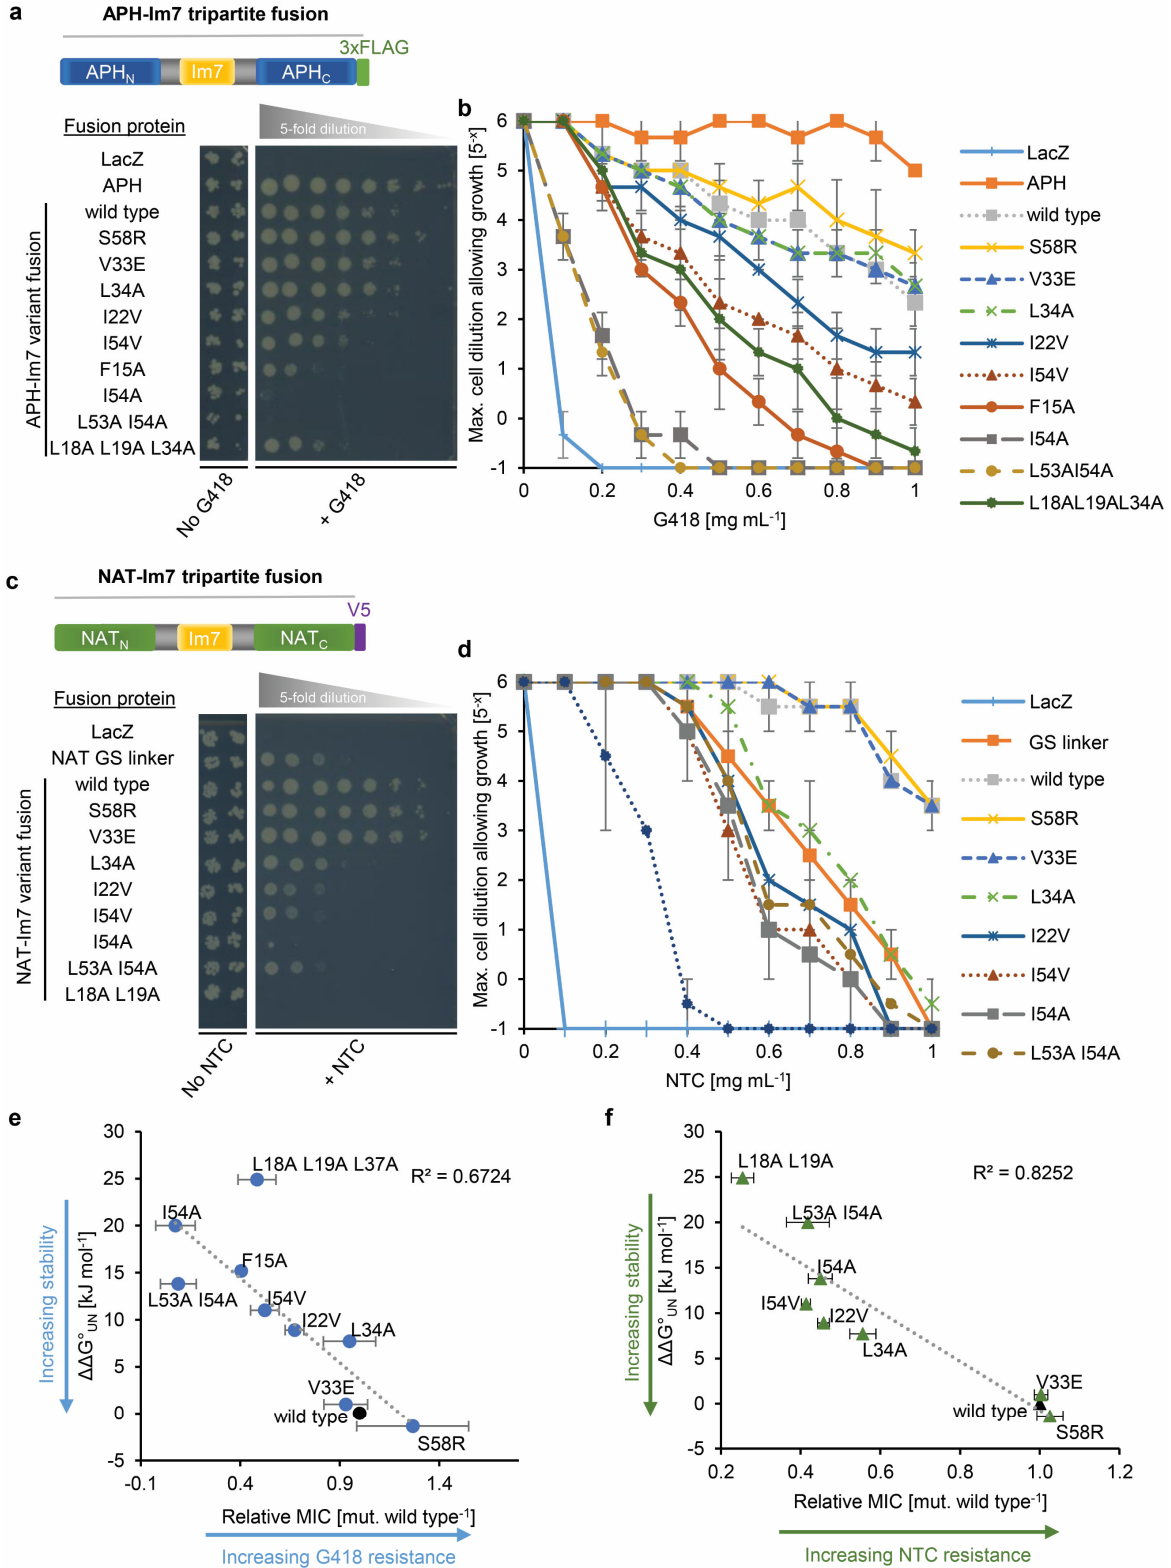 a
APH-Im7 tripartite fusion
3xFLAG
APHN
Im7
APHC
Fusion protein
5-fold dilution
LacZ
APH
wild type
S58R
V33E
L34A
I22V
I54V
F15A
I54A
L53A I54A
L18A L19A L34A
APH-Im7 variant fusion
No G418
+ G418
b
Max. cell dilution allowing growth [5-x]
6
5
4
3
2
1
0
-1
0
0.2
0.4
0.6
0.8
1
G418 [mg mL-1]
LacZ
APH
wild type
S58R
V33E
L34A
I22V
I54V
F15A
I54A
L53AI54A
L18AL19AL34A
c
NAT-Im7 tripartite fusion
V5
NATN
Im7
NATC
Fusion protein
5-fold dilution
LacZ
NAT GS linker
wild type
S58R
V33E
L34A
I22V
I54V
I54A
L53A I54A
L18A L19A
NAT-Im7 variant fusion
No NTC
+ NTC
d
Max. cell dilution allowing growth [5-x]
6
5
4
3
2
1
0
-1
0
0.2
0.4
0.6
0.8
1
NTC [mg mL-1]
LacZ
GS linker
wild type
S58R
V33E
L34A
I22V
I54V
I54A
L53A I54A
e
Increasing stability
ΔΔG°UN [kJ mol-1]
30
25
20
15
10
5
0
-5
L18A L19A L37A
R² = 0.6724
I54A
F15A
L53A I54A
I54V
I22V
L34A
V33E
wild type
S58R
-0.1
0.4
0.9
1.4
Relative MIC [mut. wild type-1]
Increasing G418 resistance
f
Increasing stability
ΔΔG°UN [kJ mol-1]
30
25
20
15
10
5
0
-5
L18A L19A
R² = 0.8252
L53A I54A
I54A
I54V
I22V
L34A
V33E
wild type
S58R
0.2
0.4
0.6
0.8
1.0
1.2
Relative MIC [mut. wild type-1]
Increasing NTC resistance